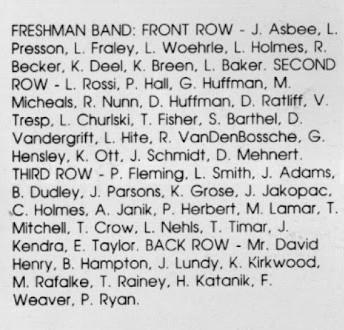 FRESHMAN BAND: FRONT ROW - J. Asbee, L.
Presson, L. Fraley, L. Woehrle, L. Holmes, R.
Becker, K. Deel, K. Breen, L. Baker. SECOND
ROW - L. Rossi, P. Hall, G. Huffman, M.
Micheals, R. Nunn, D. Huffman, D. Ratliff, V.
Tresp, L. Churlski, T. Fisher, S. Barthel, D.
Vandergriff, L. Hite, R. VanDenBossche, G.
Hensley, K. Ott, J. Schmidt, D. Mehnert.
THIRD ROW - P. Fleming, L. Smith, J. Adams,
B. Dudley, J. Parsons, K. Grose, J. Jakopac,
C. Holmes, A. Janik, P. Herbert, M. Lamar, T.
Mitchell, T. Crow, L. Nehls, T. Timar, J.
Kendra, E. Taylor. BACK ROW - Mr. David
Henry, B. Hampton, J. Lundy, K. Kirkwood,
M. Rafalke, T. Rainey, H. Katanik, F.
Weaver, P. Ryan.